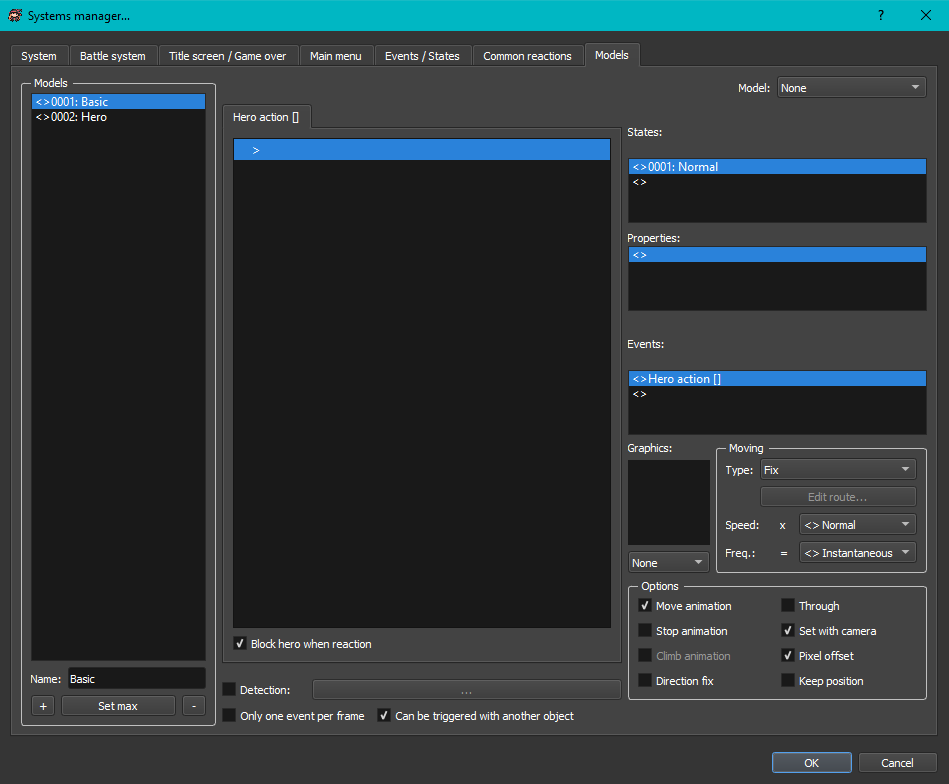 Systems manager...
?
System
Battle system
Title screen / Game over
Main menu
Events / States
Common reactions
Models
Models
<>0001: Basic
<>0002: Hero
Name: Basic
+
Set max
-
Hero action []
>
Block hero when reaction
Detection:
...
Only one event per frame
Can be triggered with another object
Model: None
States:
<>0001: Normal
<>
Properties:
<>
Events:
<>Hero action []
<>
Graphics:
None
Moving
Type: Fix
Edit route...
Speed: x <> Normal
Freq.: = <> Instantaneous
Options
Move animation
Through
Stop animation
Set with camera
Climb animation
Pixel offset
Direction fix
Keep position
OK
Cancel